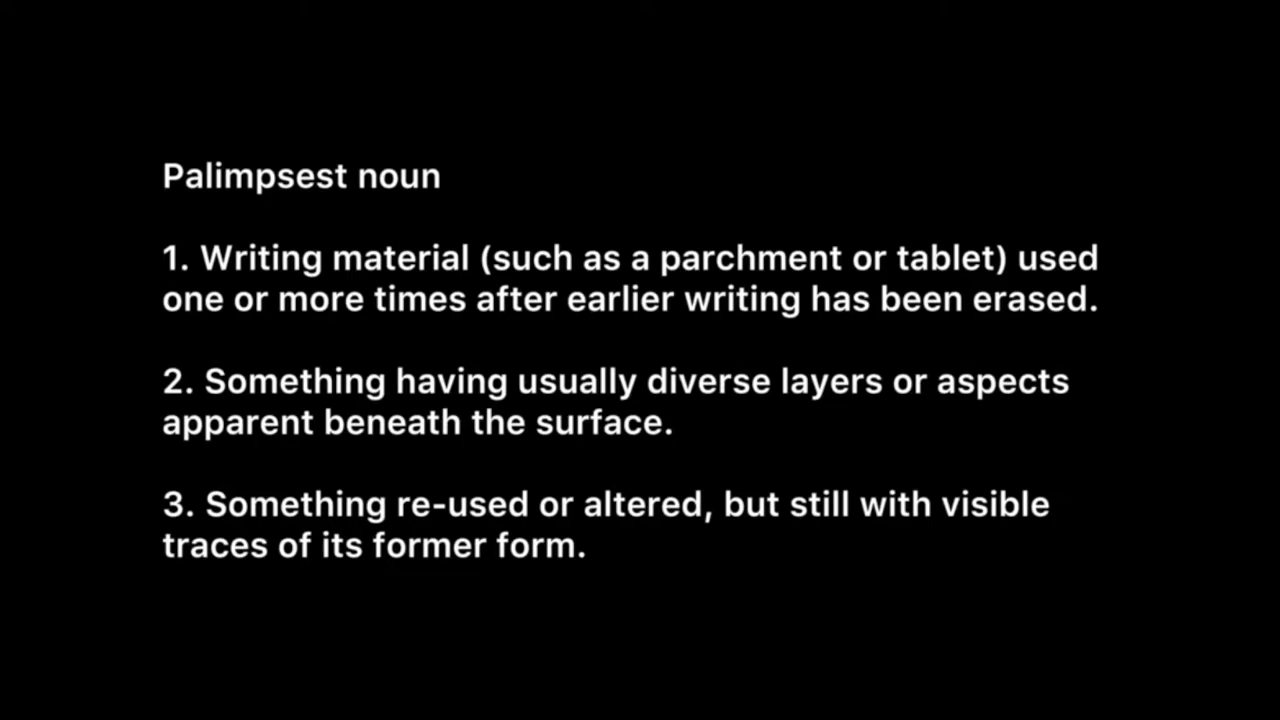 Palimpsest noun
1. Writing material (such as a parchment or tablet) used
one or more times after earlier writing has been erased.
2. Something having usually diverse layers or aspects
apparent beneath the surface.
3. Something re-used or altered, but still with visible
traces of its former form.